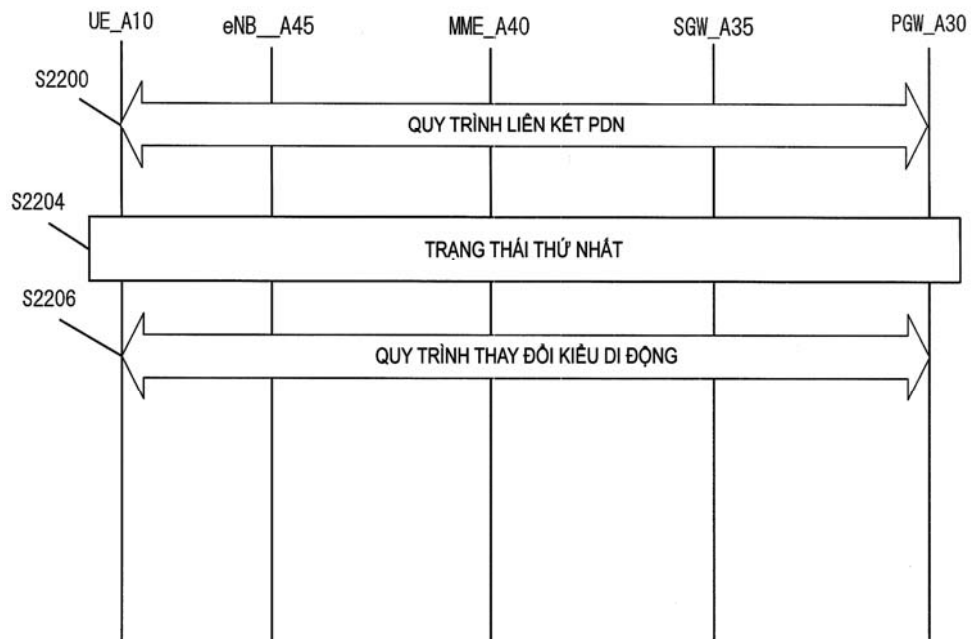 UE_A10 eNB__A45 MME_A40 SGW_A35 PGW_A30
S2200
QUY TRÌNH LIÊN KẾT PDN
S2204
TRẠNG THÁI THỨ NHẤT
S2206
QUY TRÌNH THAY ĐỔI KIỂU DI ĐỘNG